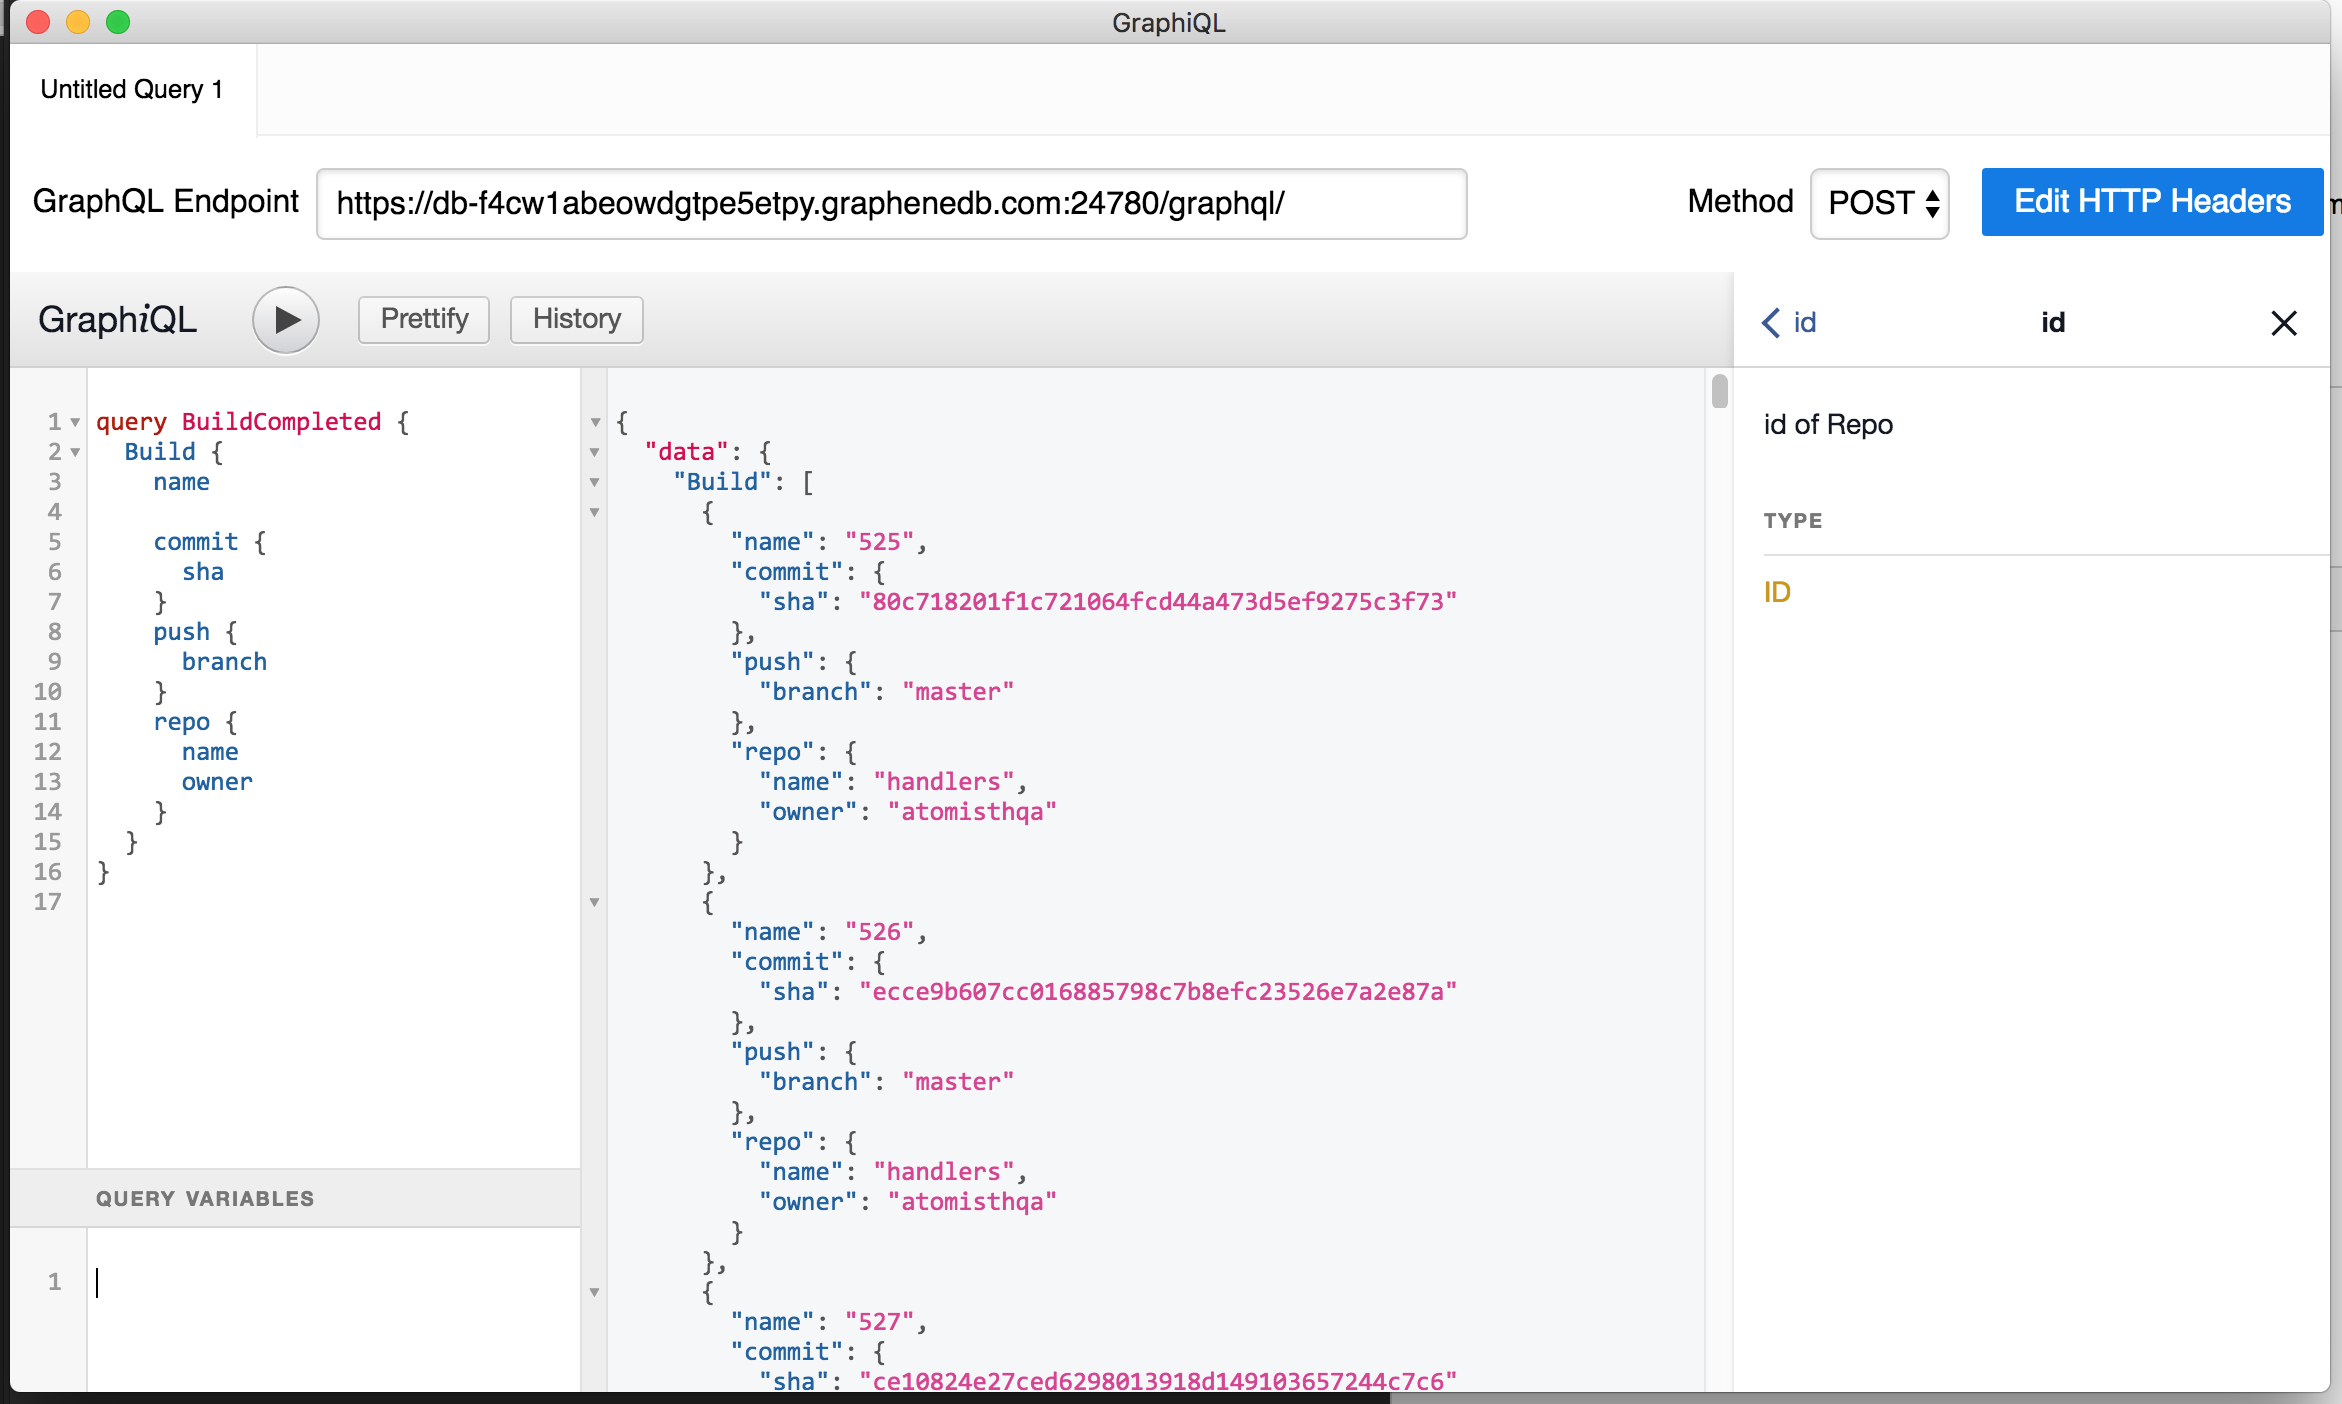 GraphiQL
Untitled Query 1
GraphQL Endpoint https://db-f4cw1abeowdgtpe5etpy.graphenedb.com:24780/graphql/ Method POST Edit HTTP Headers
GraphiQL Prettify History
1 query BuildCompleted {
2 Build {
3 name
4
5 commit {
6 sha
7 }
8 push {
9 branch
10 }
11 repo {
12 name
13 owner
14 }
15 }
16 }
17
QUERY VARIABLES
1
{
"data": {
"Build": [
{
"name": "525",
"commit": {
"sha": "80c718201f1c721064fcd44a473d5ef9275c3f73"
},
"push": {
"branch": "master"
},
"repo": {
"name": "handlers",
"owner": "atomisthqa"
}
},
{
"name": "526",
"commit": {
"sha": "ecce9b607cc016885798c7b8efc23526e7a2e87a"
},
"push": {
"branch": "master"
},
"repo": {
"name": "handlers",
"owner": "atomisthqa"
}
},
{
"name": "527",
"commit": {
"sha": "ce10824e27ced6298013918d149103657244c7c6"
id id
id of Repo
TYPE
ID